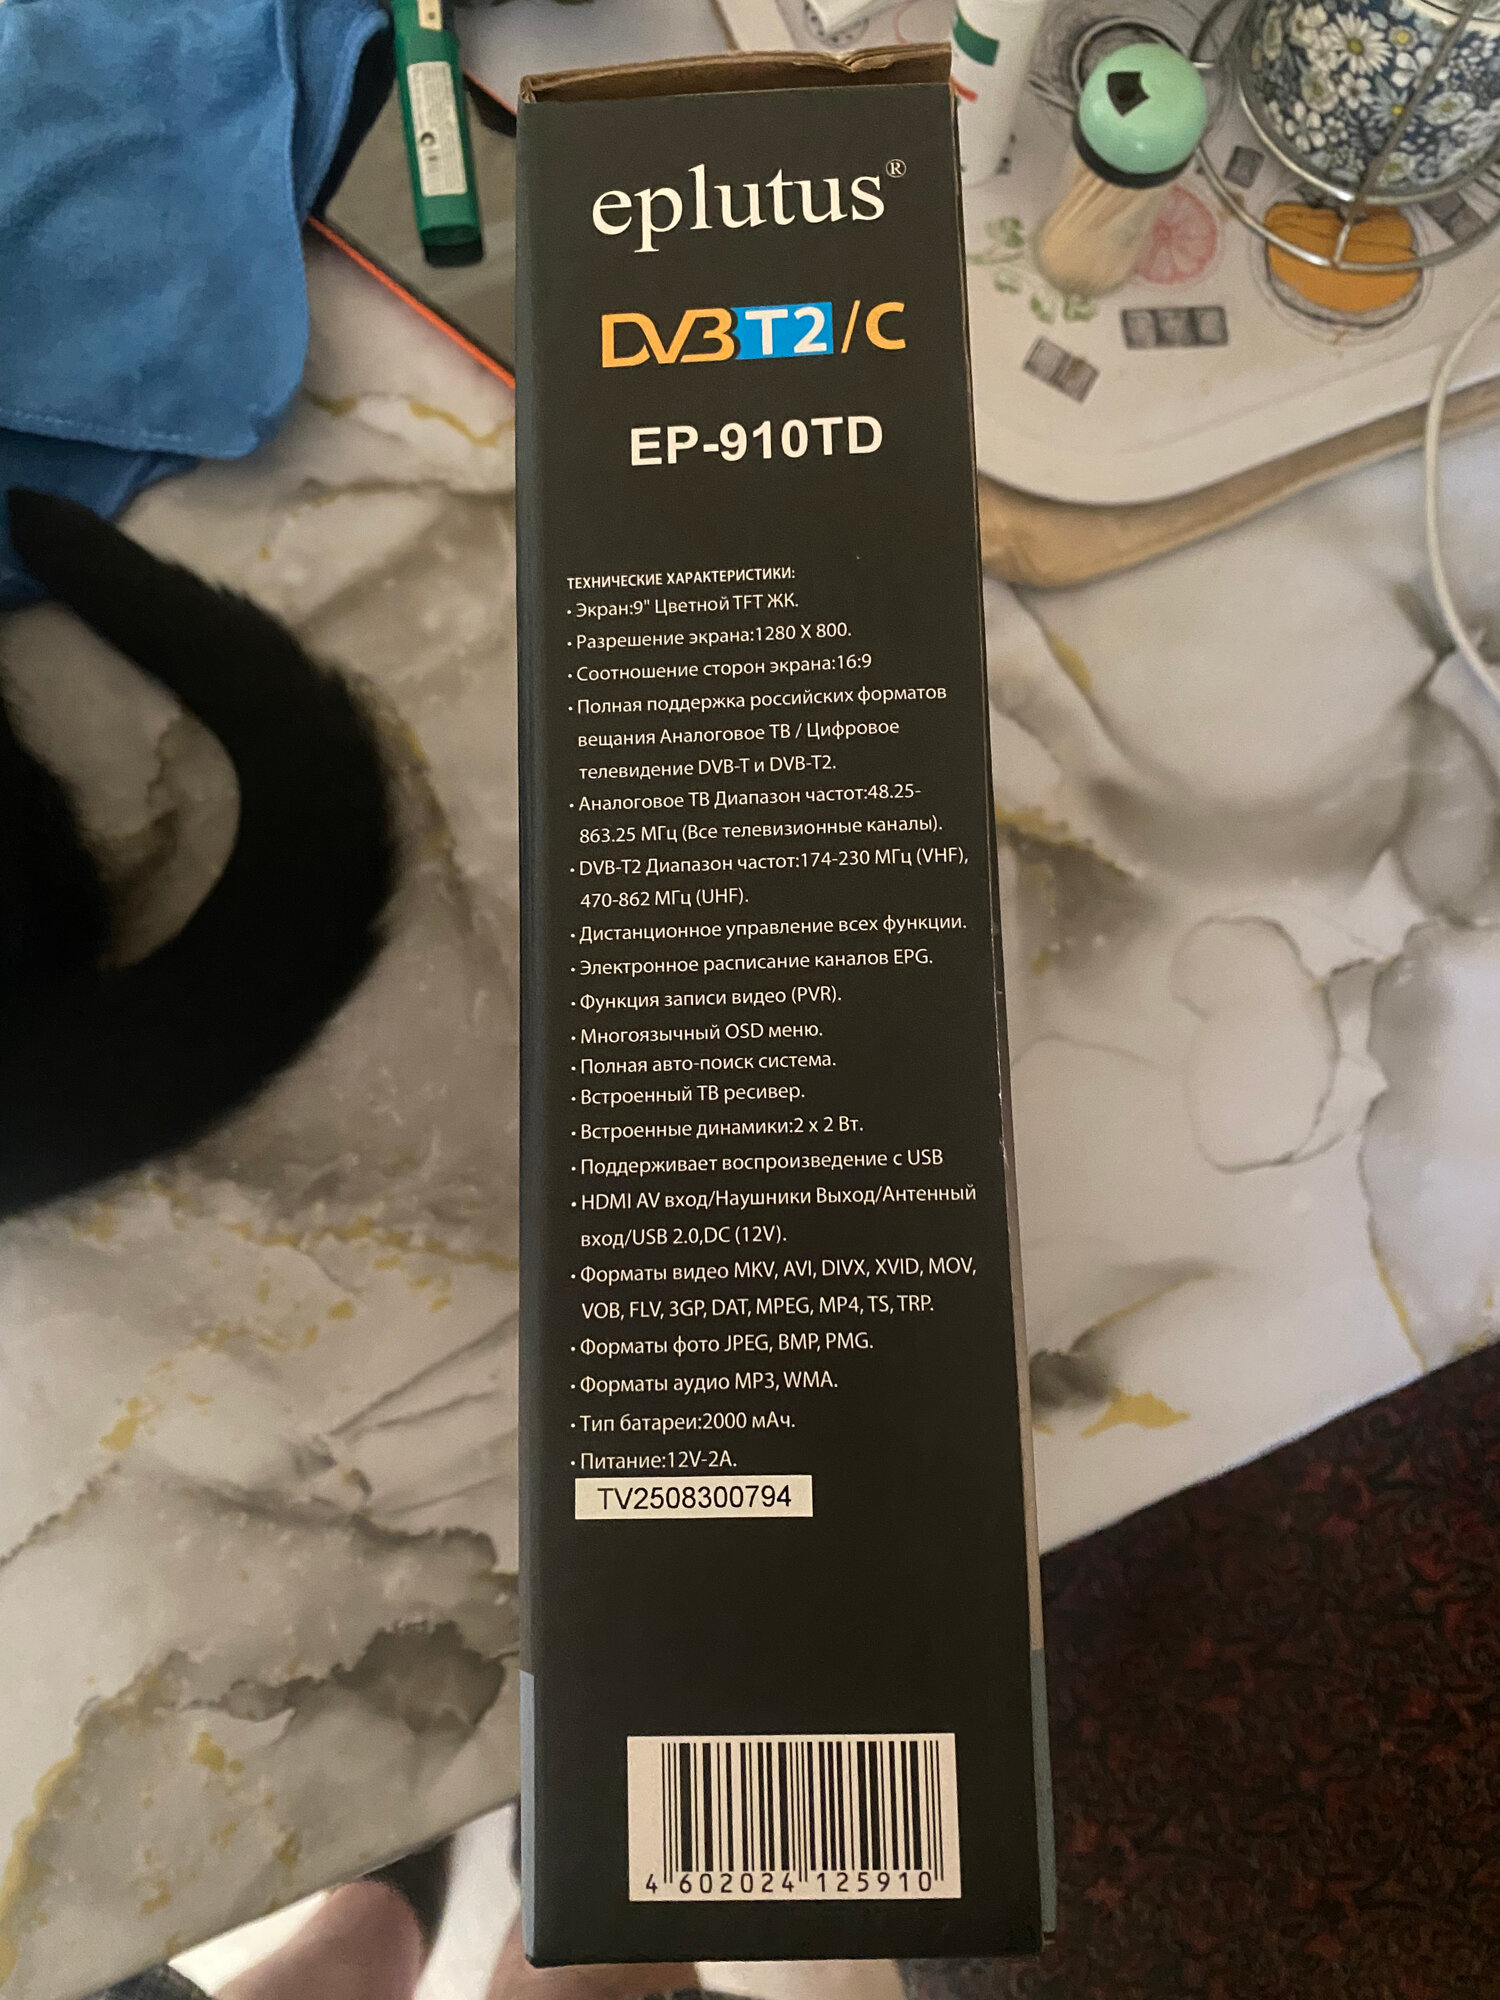 eplutus®
DVB T2/C
EP-910TD
ТЕХНИЧЕСКИЕ ХАРАКТЕРИСТИКИ:
• Экран:9" Цветной TFT ЖК.
• Разрешение экрана:1280 X 800.
• Соотношение сторон экрана:16:9
• Полная поддержка российских форматов
вещания Аналоговое ТВ / Цифровое
телевидение DVB-T и DVB-T2.
• Аналоговое ТВ Диапазон частот:48.25-
863.25 МГц (Все телевизионные каналы).
• DVB-T2 Диапазон частот:174-230 МГц (VHF),
470-862 МГц (UHF).
• Дистанционное управление всех функции.
• Электронное расписание каналов EPG.
• Функция записи видео (PVR).
• Многоязычный OSD меню.
• Полная авто-поиск система.
• Встроенный ТВ ресивер.
• Встроенные динамики:2 x 2 Вт.
• Поддерживает воспроизведение с USB
• HDMI AV вход/Наушники Выход/Антенный
вход/USB 2.0,DC (12V).
• Форматы видео MKV, AVI, DIVX, XVID, MOV,
VOB, FLV, 3GP, DAT, MPEG, MP4, TS, TRP.
• Форматы фото JPEG, BMP, PMG.
• Форматы аудио MP3, WMA.
• Тип батареи:2000 мАч.
• Питание:12V-2A.
TV2508300794
4 602024 125910